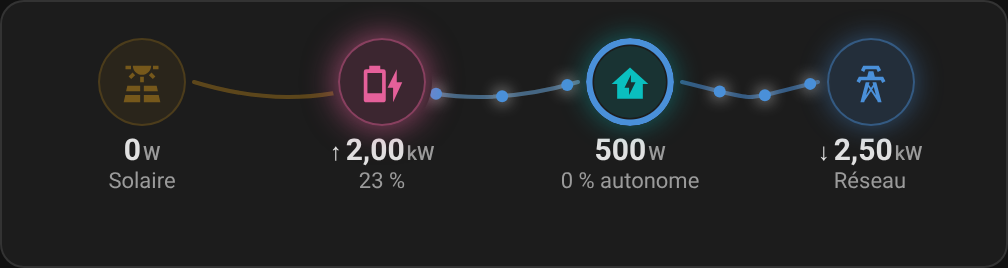 0 W
↑ 2,00 kW
500 W
↓ 2,50 kW
Solaire
23 %
0 % autonome
Réseau